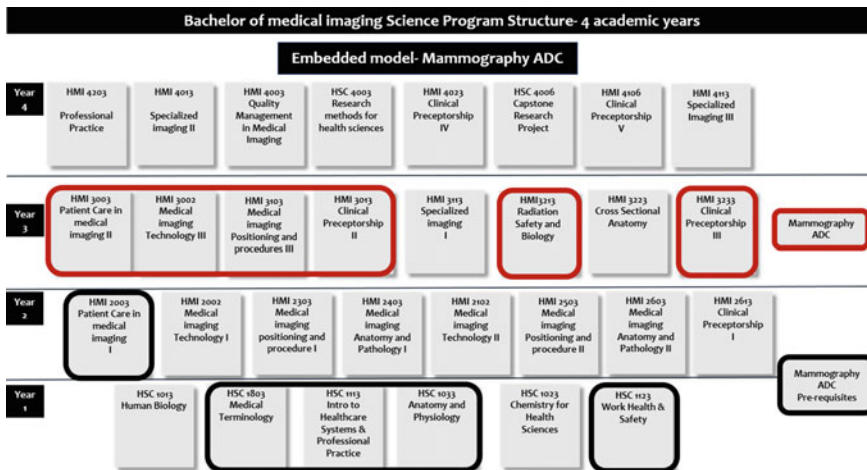 Bachelor of medical imaging Science Program Structure- 4 academic years
Embedded model- Mammography ADC
Year
4
HMI 4203
Professional
Practice
HMI 4013
Specialized
imaging II
HMI 4003
Quality
Management
in Medical
Imaging
HSC 4003
Research
methods for
health sciences
HMI 4023
Clinical
Preceptorship
IV
HSC 4006
Capstone
Research
Project
HMI 4106
Clinical
Preceptorship
V
HMI 4113
Specialized
Imaging III
Year
3
HMI 3003
Patient Care in
medical
imaging II
HMI 3002
Medical
imaging
Technology III
HMI 3103
Medical
imaging
Positioning and
procedures III
HMI 3013
Clinical
Preceptorship
II
HMI 3113
Specialized
imaging
I
HMI3213
Radiation
Safety and
Biology
HMI 3223
Cross Sectional
Anatomy
HMI 3233
Clinical
Preceptorship
III
Mammography
ADC
Year
2
HMI 2003
Patient Care in
medical
imaging
I
HMI 2002
Medical
imaging
Technology I
HMI 2303
Medical
imaging
positioning and
procedure I
HMI 2403
Medical
imaging
Anatomy and
Pathology I
HMI 2102
Medical
imaging
Technology II
HMI 2503
Medical
imaging
Positioning and
procedure II
HMI 2603
Medical
imaging
Anatomy and
Pathology II
HMI 2613
Clinical
Preceptorship
I
Mammography
ADC
Pre-requisites
Year
1
HSC 1013
Human Biology
HSC 1803
Medical
Terminology
HSC 1113
Intro to
Healthcare
Systems &
Professional
Practice
HSC 1033
Anatomy and
Physiology
HSC 1023
Chemistry for
Health
Sciences
HSC 1123
Work Health &
Safety